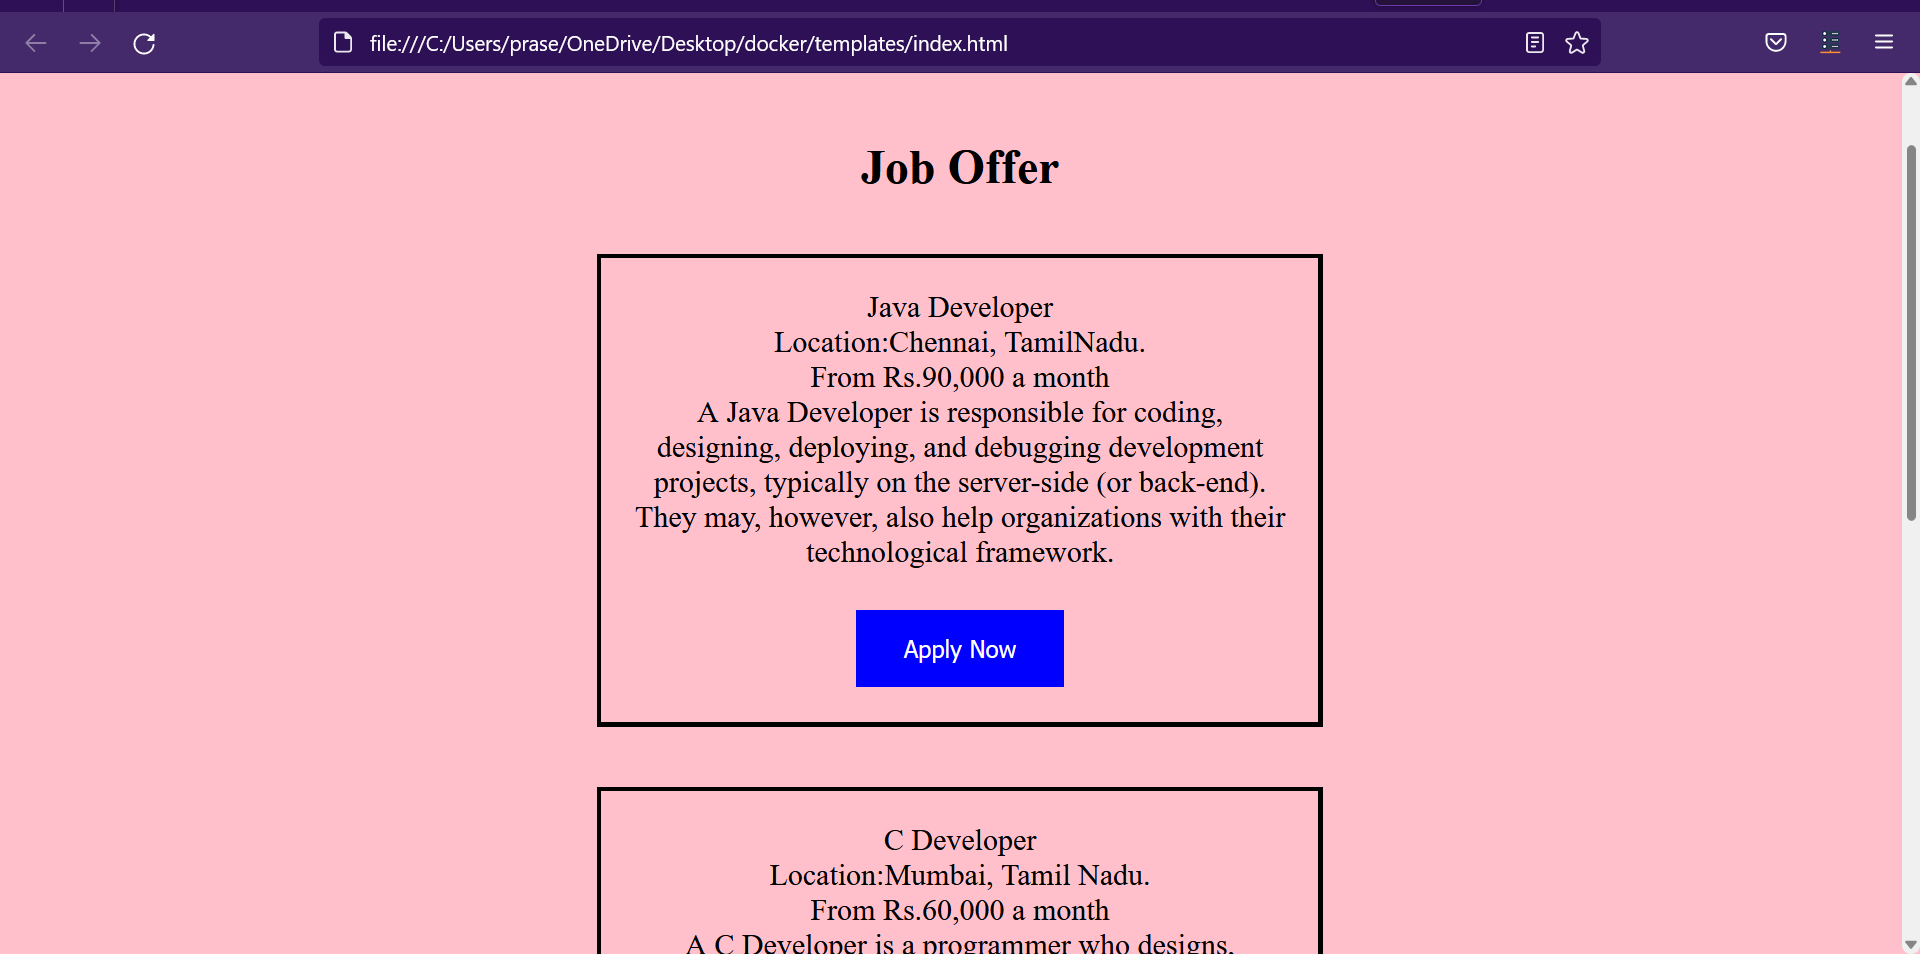 file:///C:/Users/prase/OneDrive/Desktop/docker/templates/index.html
Job Offer
Java Developer
Location:Chennai, TamilNadu.
From Rs.90,000 a month
A Java Developer is responsible for coding,
designing, deploying, and debugging development
projects, typically on the server-side (or back-end).
They may, however, also help organizations with their
technological framework.
Apply Now
C Developer
Location:Mumbai, Tamil Nadu.
From Rs.60,000 a month
A C Developer is a programmer who designs,